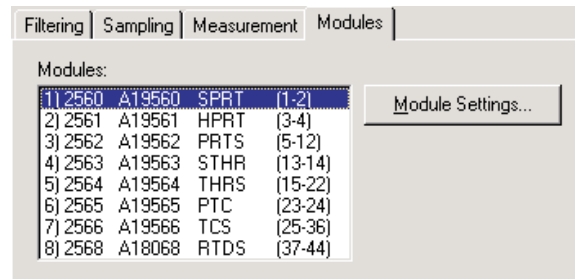 Filtering Sampling Measurement Modules
Modules:
1) 2560 A19560 SPRT (1-2)
Module Settings...
2) 2561 A19561 HPRT (3-4)
3) 2562 A19562 PRTS (5-12)
4) 2563 A19563 STHR (13-14)
5) 2564 A19564 THRS (15-22)
6) 2565 A19565 PTC (23-24)
7) 2566 A19566 TCS (25-36)
8) 2568 A18068 RTDS (37-44)